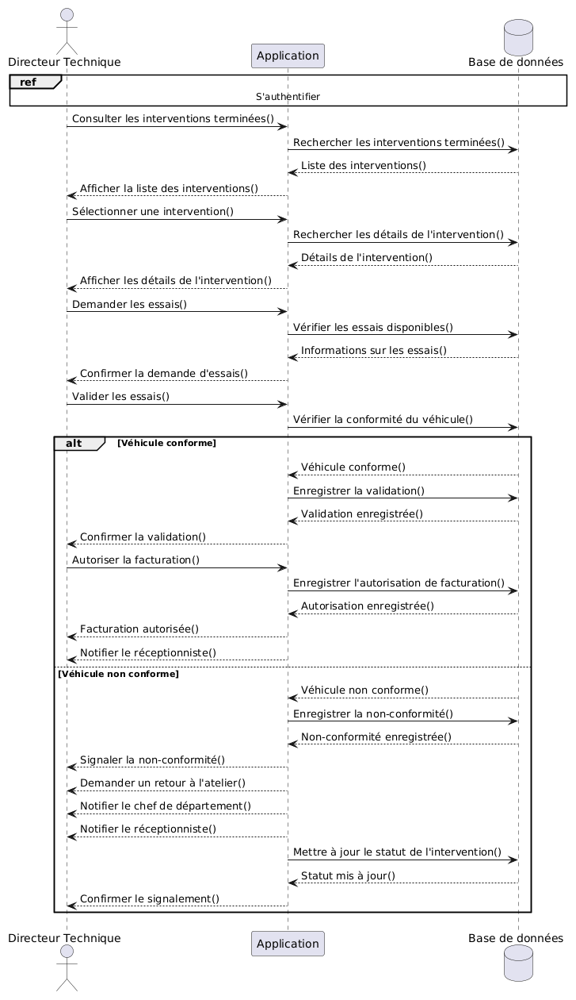 Directeur Technique
Application
Base de données
ref
S'authentifier
Consulter les interventions terminées()
Rechercher les interventions terminées()
Liste des interventions()
Afficher la liste des interventions()
Sélectionner une intervention()
Rechercher les détails de l'intervention()
Détails de l'intervention()
Afficher les détails de l'intervention()
Demander les essais()
Vérifier les essais disponibles()
Informations sur les essais()
Confirmer la demande d'essais()
Valider les essais()
Vérifier la conformité du véhicule()
alt [Véhicule conforme]
Véhicule conforme()
Enregistrer la validation()
Validation enregistrée()
Confirmer la validation()
Autoriser la facturation()
Enregistrer l'autorisation de facturation()
Autorisation enregistrée()
Facturation autorisée()
Notifier le réceptionniste()
[Véhicule non conforme]
Véhicule non conforme()
Enregistrer la non-conformité()
Non-conformité enregistrée()
Signaler la non-conformité()
Demander un retour à l'atelier()
Notifier le chef de département()
Notifier le réceptionniste()
Mettre à jour le statut de l'intervention()
Statut mis à jour()
Confirmer le signalement()
Directeur Technique
Application
Base de données